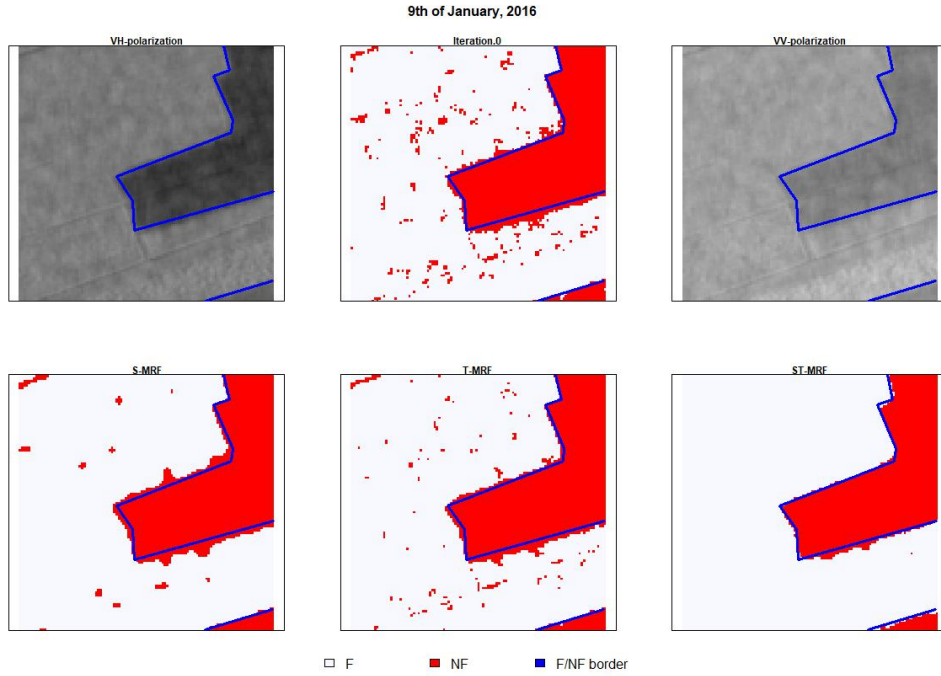 9th of January, 2016
VH-polarization
Iteration.0
VV-polarization
S-MRF
T-MRF
ST-MRF
F NF F/NF border